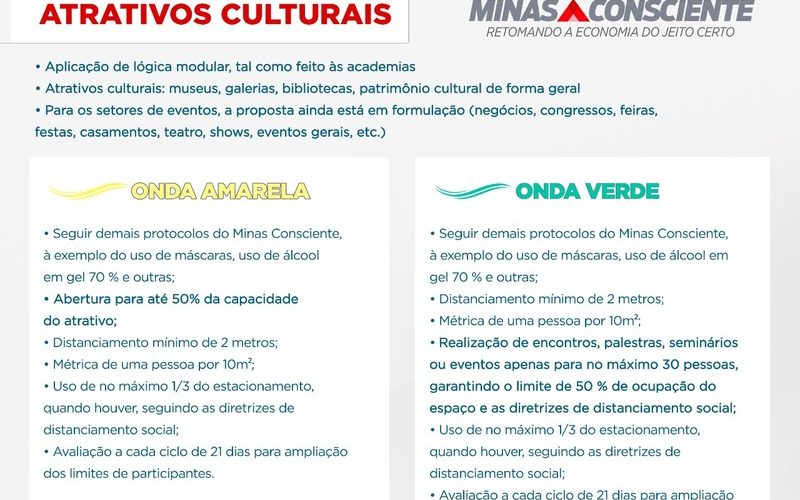 ATRATIVOS CULTURAIS
MINAS CONSCIENTE
RETOMANDO A ECONOMIA DO JEITO CERTO
• Aplicação de lógica modular, tal como feito às academias
• Atrativos culturais: museus, galerias, bibliotecas, patrimônio cultural de forma geral
• Para os setores de eventos, a proposta ainda está em formulação (negócios, congressos, feiras,
festas, casamentos, teatro, shows, eventos gerais, etc.)
ONDA AMARELA
• Seguir demais protocolos do Minas Consciente,
à exemplo do uso de máscaras, uso de álcool
em gel 70 % e outras;
• Abertura para até 50% da capacidade
do atrativo;
• Distanciamento mínimo de 2 metros;
• Métrica de uma pessoa por 10m²;
• Uso de no máximo 1/3 do estacionamento,
quando houver, seguindo as diretrizes de
distanciamento social;
• Avaliação a cada ciclo de 21 dias para ampliação
dos limites de participantes.
ONDA VERDE
• Seguir demais protocolos do Minas Consciente,
à exemplo do uso de máscaras, uso de álcool em
gel 70 % e outras;
• Distanciamento mínimo de 2 metros;
• Métrica de uma pessoa por 10m²;
• Realização de encontros, palestras, seminários
ou eventos apenas para no máximo 30 pessoas,
garantindo o limite de 50 % de ocupação do
espaço e as diretrizes de distanciamento social;
• Uso de no máximo 1/3 do estacionamento,
quando houver, seguindo as diretrizes de
distanciamento social;
• Avaliação a cada ciclo de 21 dias para ampliação